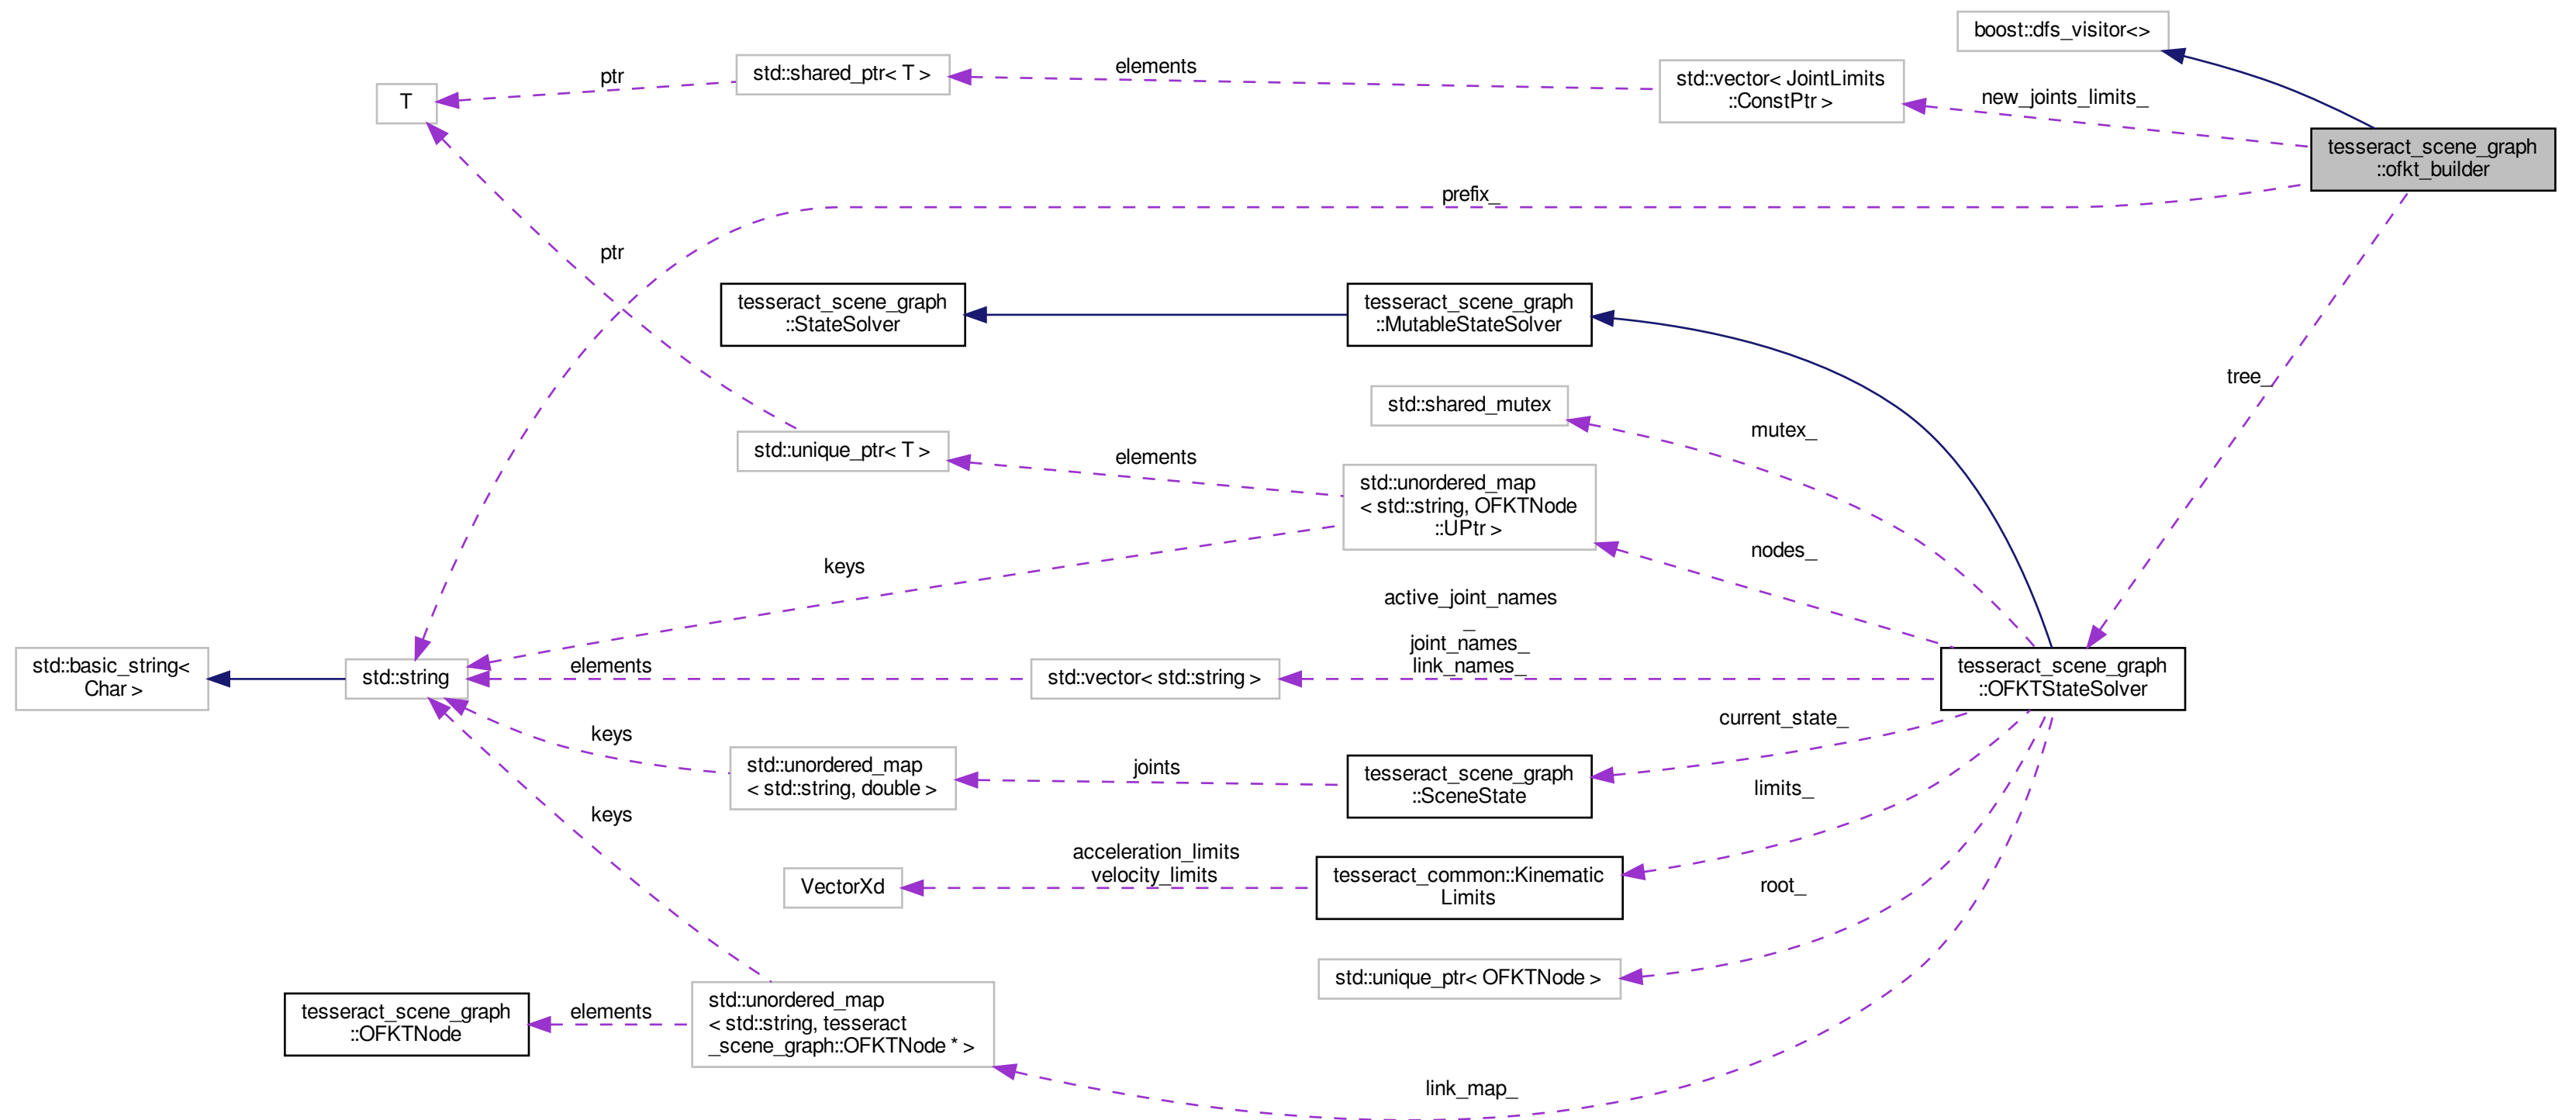 boost::dfs_visitor<>
elements
ptr
std::shared_ptr< T >
std::vector< JointLimits
::ConstPtr >
T
new_joints_limits_
tesseract_scene_graph
::ofkt_builder
prefix_
ptr
tesseract_scene_graph
::StateSolver
tesseract_scene_graph
::MutableStateSolver
tree_
std::shared_mutex
mutex_
std::unique_ptr< T >
elements
std::unordered_map
< std::string, OFKTNode
::UPtr >
nodes_
keys
active_joint_names
_
joint_names_
link_names_
std::basic_string<
Char >
std::string
elements
std::vector< std::string >
tesseract_scene_graph
::OFKTStateSolver
current_state_
keys
std::unordered_map
< std::string, double >
joints
tesseract_scene_graph
::SceneState
limits_
keys
acceleration_limits
velocity_limits
VectorXd
tesseract_common::Kinematic
Limits
root_
std::unique_ptr< OFKTNode >
tesseract_scene_graph
::OFKTNode
elements
std::unordered_map
< std::string, tesseract
_scene_graph::OFKTNode * >
link_map_